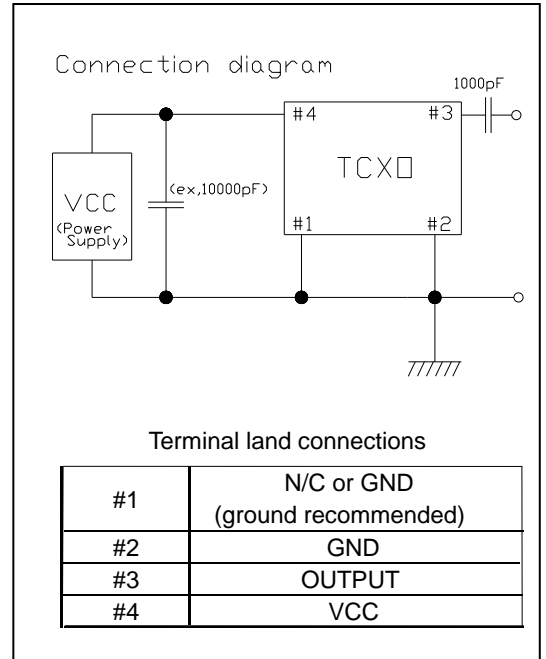 Connection diagram
1000pF
#4
#3
TCXO
VCC
(Power
Supply)
(ex,10000pF)
#1
#2
Terminal land connections
#1
N/C or GND
(ground recommended)
#2
GND
#3
OUTPUT
#4
VCC